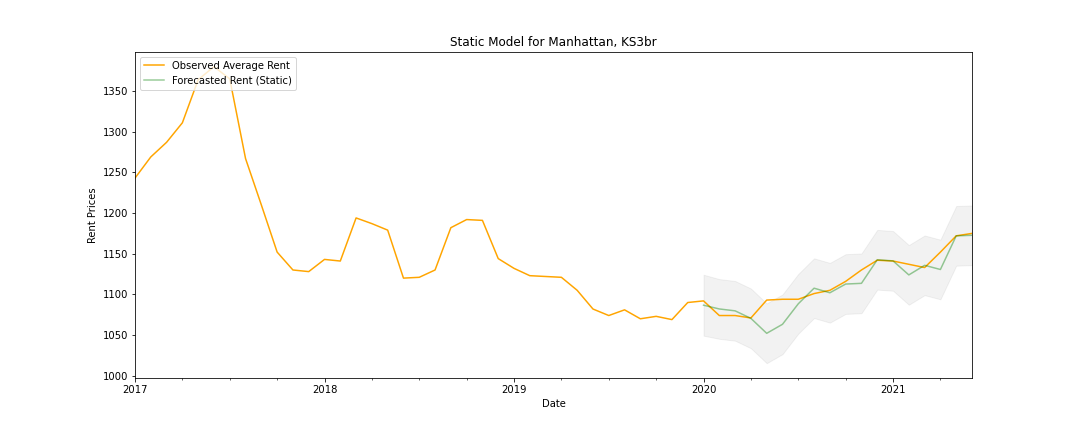 Static Model for Manhattan, KS3br
Observed Average Rent
Forecasted Rent (Static)
Rent Prices
1350
1300
1250
1200
1150
1100
1050
1000
2017
2018
2019
2020
2021
Date